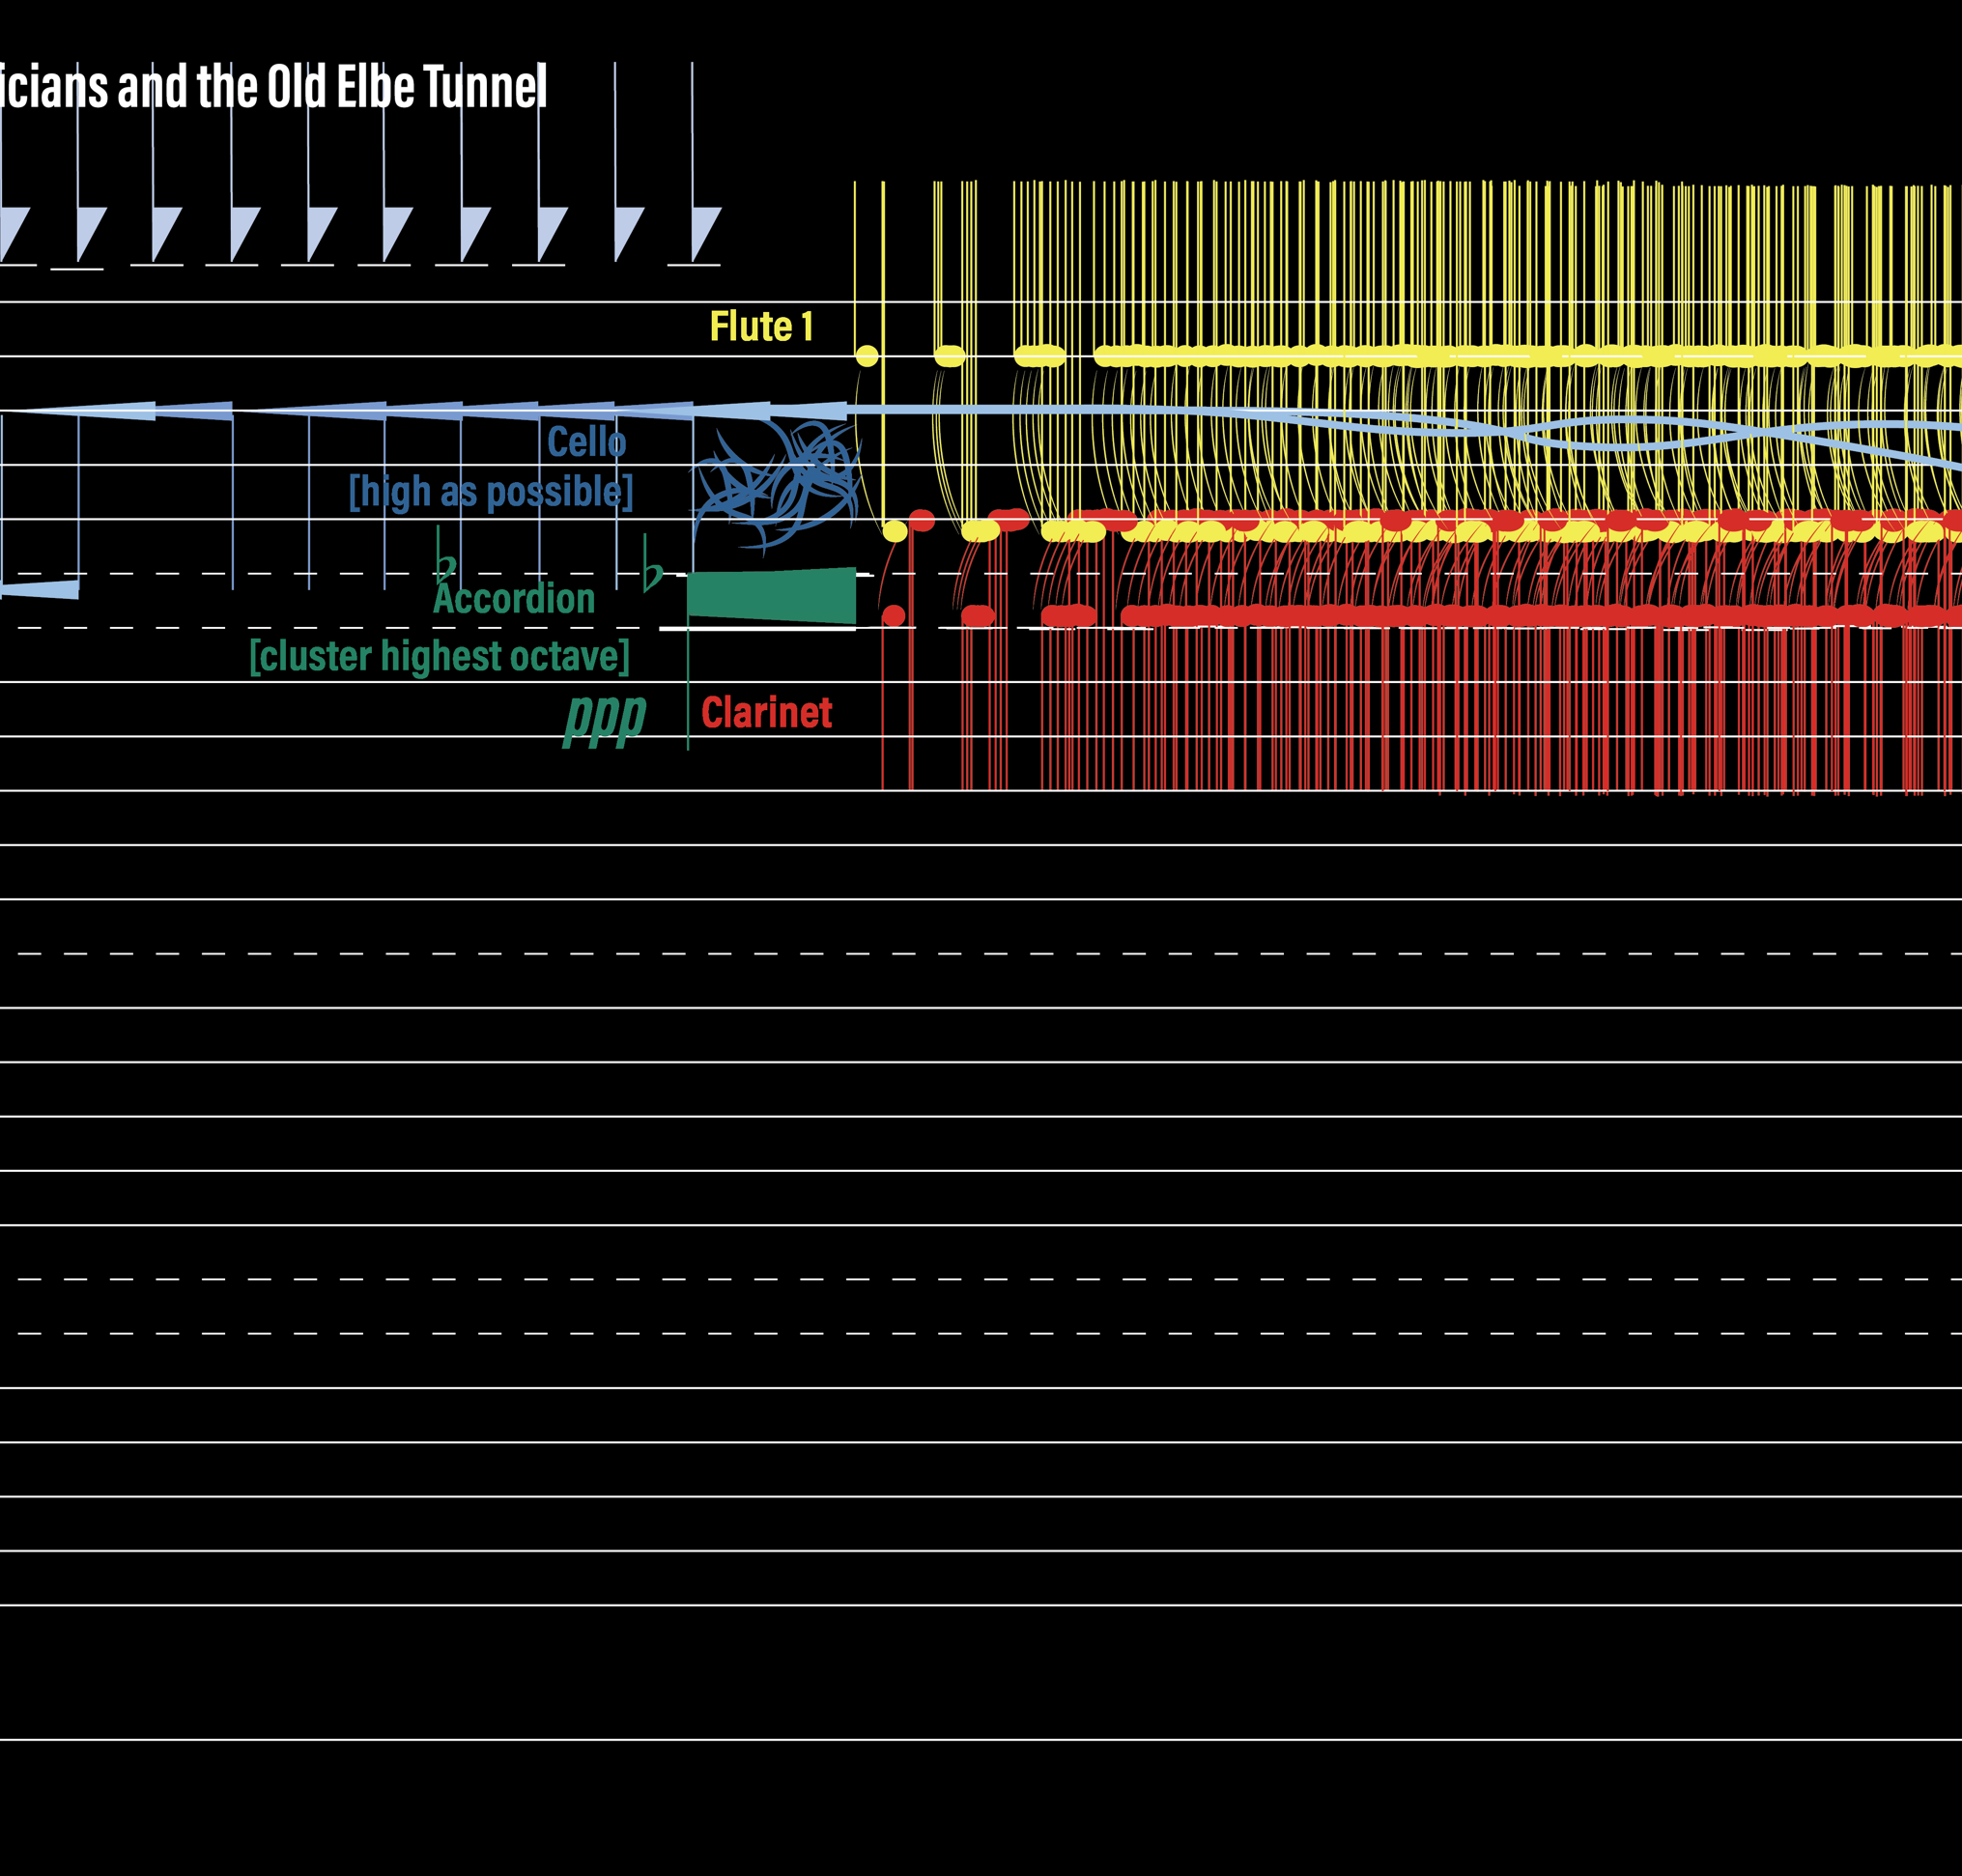 icians and the Old Elbe Tunnel
Flute 1
Cello
[high as possible]
Accordion
[cluster highest octave]
ppp
Clarinet